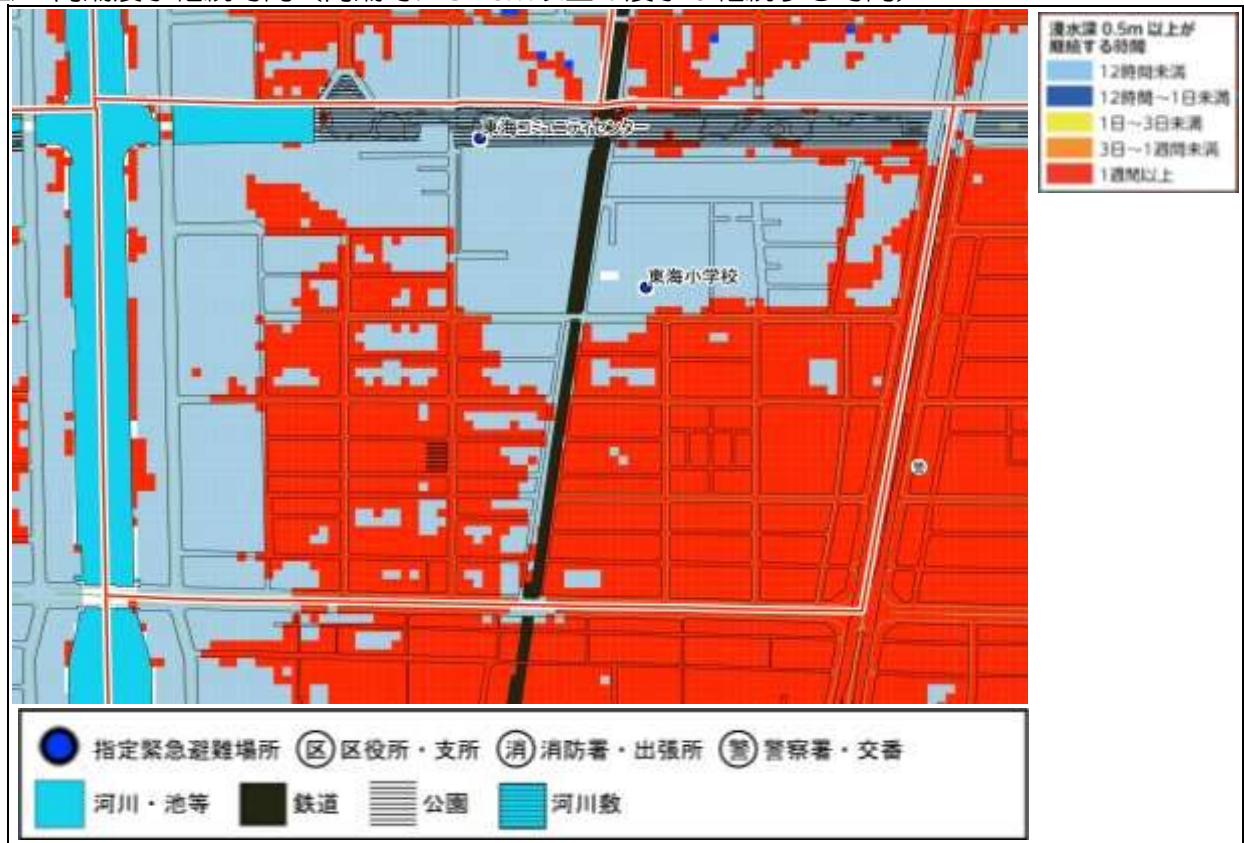 浸水深 0.5m 以上が
継続する時間
12時間未満
12時間～1日未満
1日～3日未満
3日～1週間未満
1週間以上
東海コミュニティセンター
東海小学校
警
指定緊急避難場所 区 区役所・支所 消 消防署・出張所 警 警察署・交番
河川・池等 鉄道 公園 河川敷